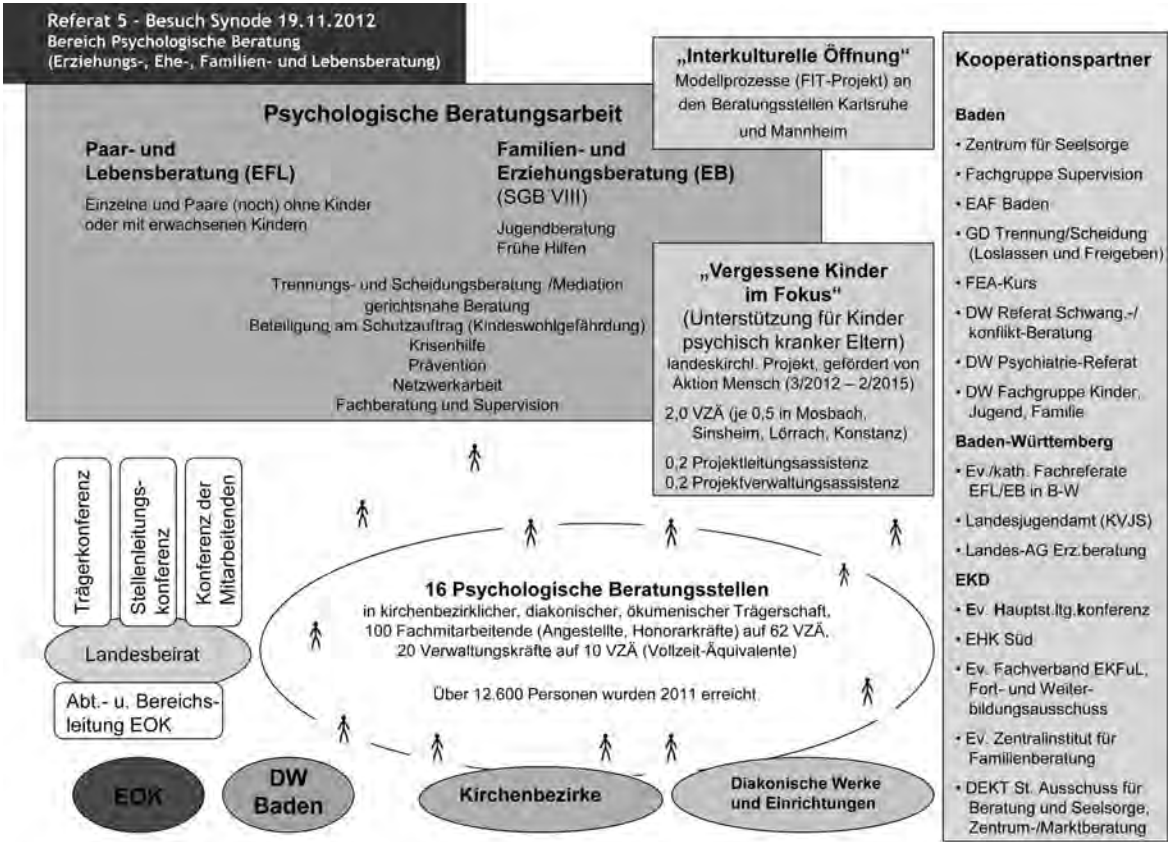 Referat 5 - Besuch Synode 19.11.2012
Bereich Psychologische Beratung
(Erziehungs-, Ehe-, Familien- und Lebensberatung)
Psychologische Beratungsarbeit
Paar- und
Lebensberatung (EFL)
Einzelne und Paare (noch) ohne Kinder
oder mit erwachsenen Kindern
Familien- und
Erziehungsberatung (EB)
(SGB VIII)
Jugendberatung
Frühe Hilfen
Trennungs- und Scheidungsberatung /Mediation
gerichtsnahe Beratung
Beteiligung am Schutzauftrag (Kindeswohlgefährdung)
Krisenhilfe
Prävention
Netzwerkarbeit
Fachberatung und Supervision
„Interkulturelle Öffnung“
Modellprozesse (FIT-Projekt) an
den Beratungsstellen Karlsruhe
und Mannheim
„Vergessene Kinder
im Fokus“
(Unterstützung für Kinder
psychisch kranker Eltern)
landeskirchl. Projekt, gefördert von
Aktion Mensch (3/2012 – 2/2015)
2,0 VZÄ (je 0,5 in Mosbach,
Sinsheim, Lörrach, Konstanz)
0,2 Projektleitungsassistenz
0,2 Projektverwaltungsassistenz
Trägerkonferenz
Stellenleitungs-
konferenz
Konferenz der
Mitarbeitenden
Landesbeirat
Abt.- u. Bereichs-
leitung EOK
16 Psychologische Beratungsstellen
in kirchenbezirklicher, diakonischer, ökumenischer Trägerschaft,
100 Fachmitarbeitende (Angestellte, Honorarkräfte) auf 62 VZÄ,
20 Verwaltungskräfte auf 10 VZÄ (Vollzeit-Äquivalente)
Über 12.600 Personen wurden 2011 erreicht
EOK
DW
Baden
Kirchenbezirke
Diakonische Werke
und Einrichtungen
Kooperationspartner
Baden
• Zentrum für Seelsorge
• Fachgruppe Supervision
• EAF Baden
• GD Trennung/Scheidung
(Loslassen und Freigeben)
• FEA-Kurs
• DW Referat Schwang.-/
konflikt-Beratung
• DW Psychiatrie-Referat
• DW Fachgruppe Kinder,
Jugend, Familie
Baden-Württemberg
• Ev./kath. Fachreferate
EFL/EB in B-W
• Landesjugendamt (KVJS)
• Landes-AG Erz.beratung
EKD
• Ev. Hauptst.ltg.konferenz
• EHK Süd
• Ev. Fachverband EKFuL,
Fort- und Weiter-
bildungsausschuss
• Ev. Zentralinstitut für
Familienberatung
• DEKT St. Ausschuss für
Beratung und Seelsorge,
Zentrum-/Marktberatung